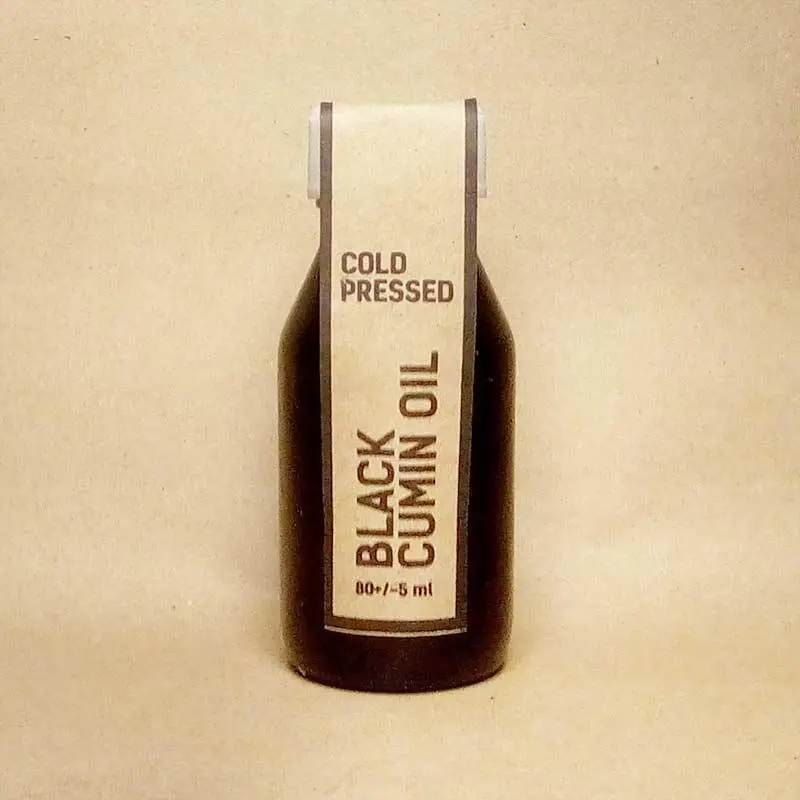 COLD
PRESSED
BLACK
CUMIN OIL
80+/-5 ml